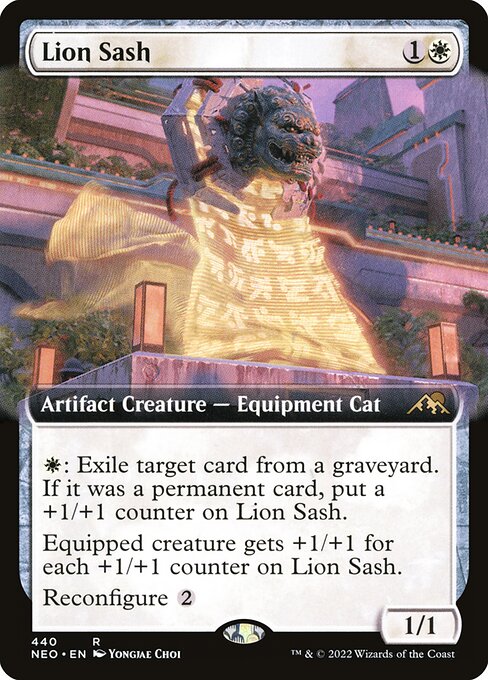 Lion Sash 1
Artifact Creature — Equipment Cat
: Exile target card from a graveyard.
If it was a permanent card, put a
+1/+1 counter on Lion Sash.
Equipped creature gets +1/+1 for
each +1/+1 counter on Lion Sash.
Reconfigure 2
1/1
440 R
NEO • EN Yongjae Choi
™ & © 2022 Wizards of the Coast